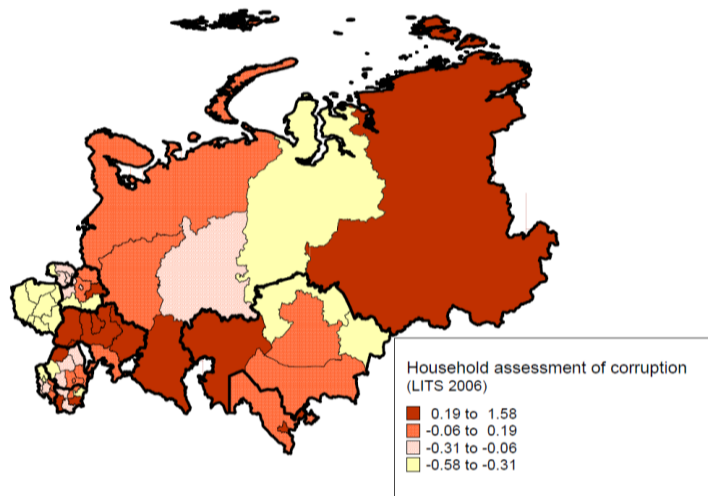 Household assessment of corruption
(LITS 2006)
0.19 to 1.58
-0.06 to 0.19
-0.31 to -0.06
-0.58 to -0.31